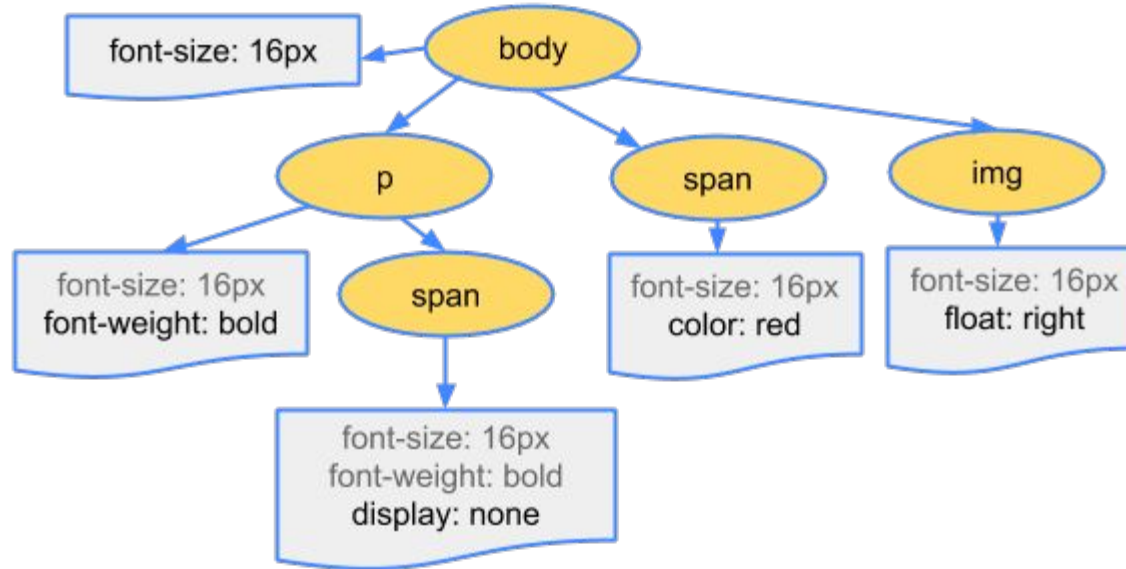 font-size: 16px
body
p
span
img
font-size: 16px
font-weight: bold
span
font-size: 16px
color: red
font-size: 16px
float: right
font-size: 16px
font-weight: bold
display: none